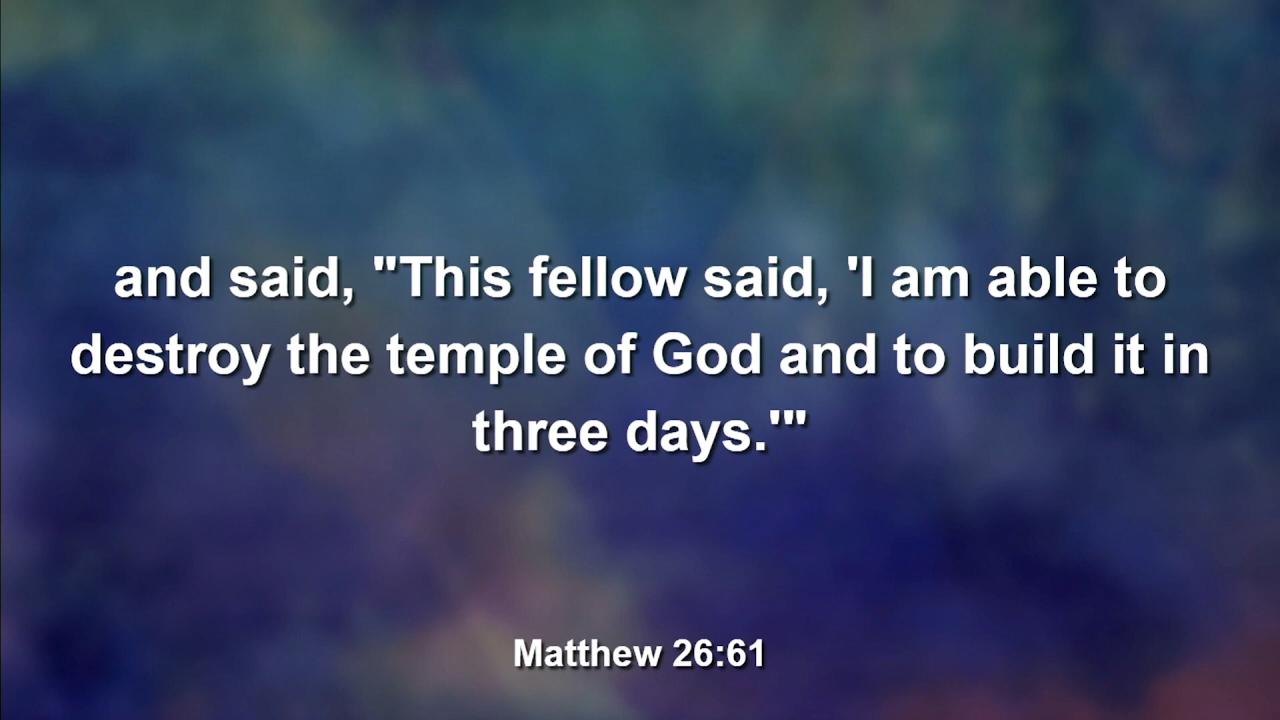 and said, "This fellow said, 'I am able to
destroy the temple of God and to build it in
three days.'"
Matthew 26:61